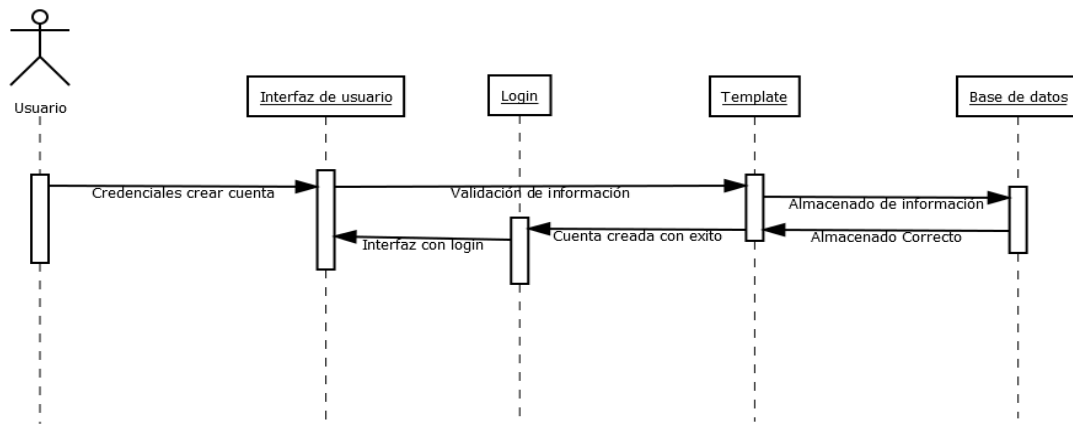 Usuario
Interfaz de usuario
Login
Template
Base de datos
Credenciales crear cuenta
Validación de información
Almacenado de información
Interfaz con login
Cuenta creada con exito
Almacenado Correcto